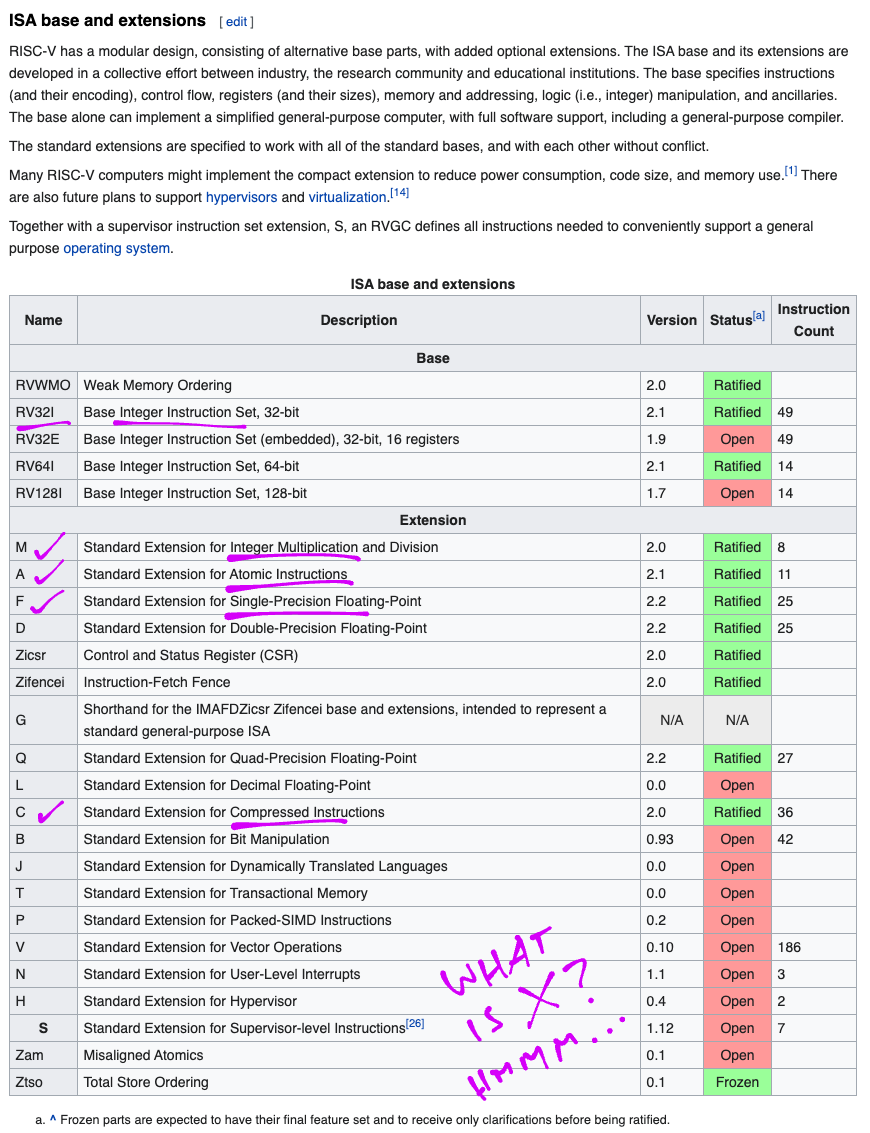 ISA base and extensions [ edit ]
RISC-V has a modular design, consisting of alternative base parts, with added optional extensions. The ISA base and its extensions are
developed in a collective effort between industry, the research community and educational institutions. The base specifies instructions
(and their encoding), control flow, registers (and their sizes), memory and addressing, logic (i.e., integer) manipulation, and ancillaries.
The base alone can implement a simplified general-purpose computer, with full software support, including a general-purpose compiler.
The standard extensions are specified to work with all of the standard bases, and with each other without conflict.
Many RISC-V computers might implement the compact extension to reduce power consumption, code size, and memory use.[1] There
are also future plans to support hypervisors and virtualization.[14]
Together with a supervisor instruction set extension, S, an RVGC defines all instructions needed to conveniently support a general
purpose operating system.
ISA base and extensions
Name Description Version Status[a] Instruction
Count
Base
RVWMO Weak Memory Ordering 2.0 Ratified
RV32I Base Integer Instruction Set, 32-bit 2.1 Ratified 49
RV32E Base Integer Instruction Set (embedded), 32-bit, 16 registers 1.9 Open 49
RV64I Base Integer Instruction Set, 64-bit 2.1 Ratified 14
RV128I Base Integer Instruction Set, 128-bit 1.7 Open 14
Extension
M ✓ Standard Extension for Integer Multiplication and Division 2.0 Ratified 8
A ✓ Standard Extension for Atomic Instructions 2.1 Ratified 11
F ✓ Standard Extension for Single-Precision Floating-Point 2.2 Ratified 25
D Standard Extension for Double-Precision Floating-Point 2.2 Ratified 25
Zicsr Control and Status Register (CSR) 2.0 Ratified
Zifencei Instruction-Fetch Fence 2.0 Ratified
G Shorthand for the IMAFDZicsr Zifencei base and extensions, intended to represent a
standard general-purpose ISA N/A N/A
Q Standard Extension for Quad-Precision Floating-Point 2.2 Ratified 27
L Standard Extension for Decimal Floating-Point 0.0 Open
C ✓ Standard Extension for Compressed Instructions 2.0 Ratified 36
B Standard Extension for Bit Manipulation 0.93 Open 42
J Standard Extension for Dynamically Translated Languages 0.0 Open
T Standard Extension for Transactional Memory 0.0 Open
P Standard Extension for Packed-SIMD Instructions 0.2 Open
V Standard Extension for Vector Operations 0.10 Open 186
N Standard Extension for User-Level Interrupts 1.1 Open 3
H Standard Extension for Hypervisor 0.4 Open 2
S Standard Extension for Supervisor-level Instructions[26] 1.12 Open 7
Zam Misaligned Atomics 0.1 Open
Ztso Total Store Ordering 0.1 Frozen
WHAT
IS X?
HMMM...
a. ^ Frozen parts are expected to have their final feature set and to receive only clarifications before being ratified.